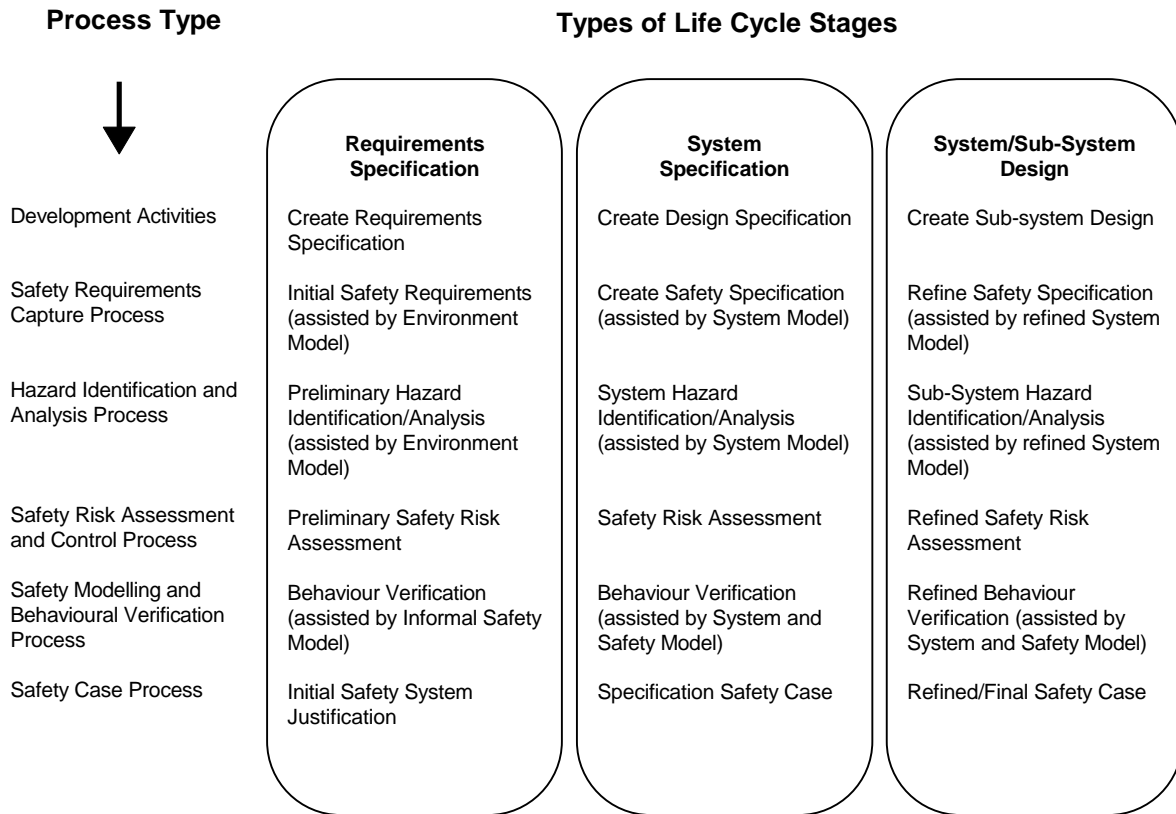 Process Type
Types of Life Cycle Stages
Requirements
Specification
System
Specification
System/Sub-System
Design
Development Activities
Create Requirements
Specification
Create Design Specification
Create Sub-system Design
Safety Requirements
Capture Process
Initial Safety Requirements
(assisted by Environment
Model)
Create Safety Specification
(assisted by System Model)
Refine Safety Specification
(assisted by refined System
Model)
Hazard Identification and
Analysis Process
Preliminary Hazard
Identification/Analysis
(assisted by Environment
Model)
System Hazard
Identification/Analysis
(assisted by System Model)
Sub-System Hazard
Identification/Analysis
(assisted by refined System
Model)
Safety Risk Assessment
and Control Process
Preliminary Safety Risk
Assessment
Safety Risk Assessment
Refined Safety Risk
Assessment
Safety Modelling and
Behavioural Verification
Process
Behaviour Verification
(assisted by Informal Safety
Model)
Behaviour Verification
(assisted by System and
Safety Model)
Refined Behaviour
Verification (assisted by
System and Safety Model)
Safety Case Process
Initial Safety System
Justification
Specification Safety Case
Refined/Final Safety Case